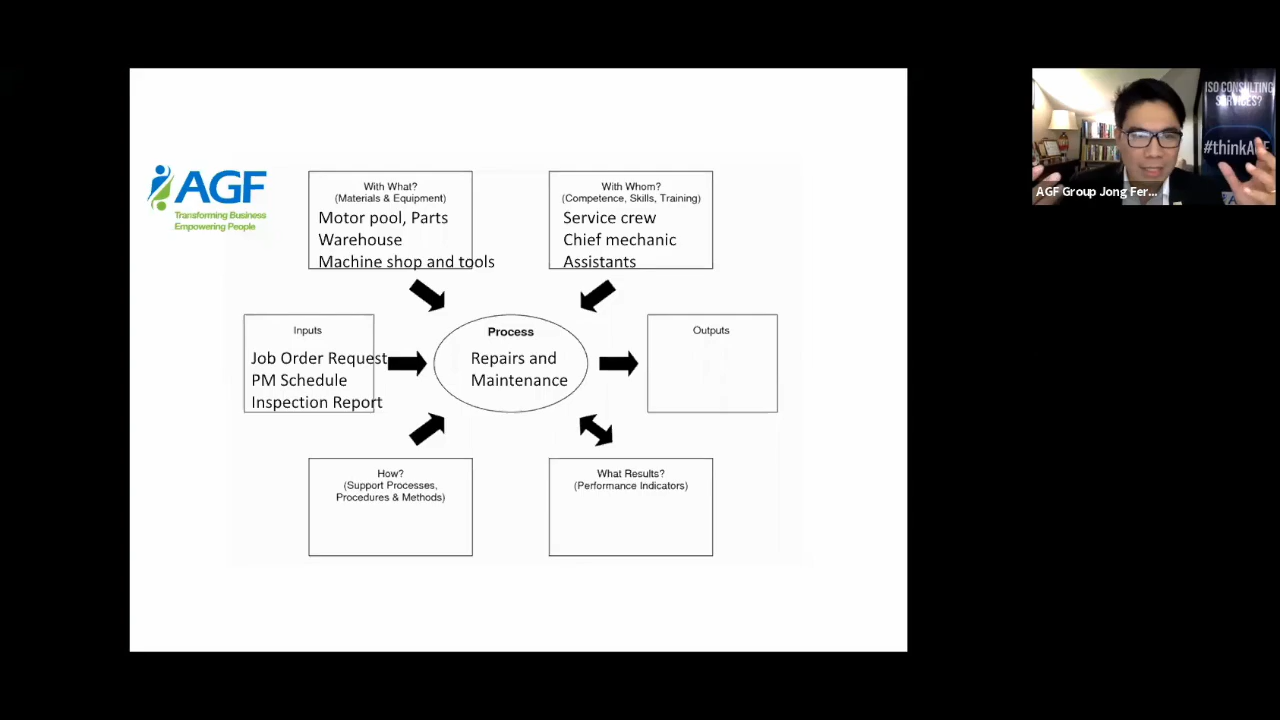 AGF
Transforming Business
Empowering People
With What?
(Materials & Equipment)
Motor pool, Parts
Warehouse
Machine shop and tools
With Whom?
(Competence, Skills, Training)
Service crew
Chief mechanic
Assistants
Inputs
Job Order Request
PM Schedule
Inspection Report
Process
Repairs and
Maintenance
Outputs
How?
(Support Processes,
Procedures & Methods)
What Results?
(Performance Indicators)
ISO CONSULTING
SERVICES?
#thinkAGF
AGF Group Jong Fer...